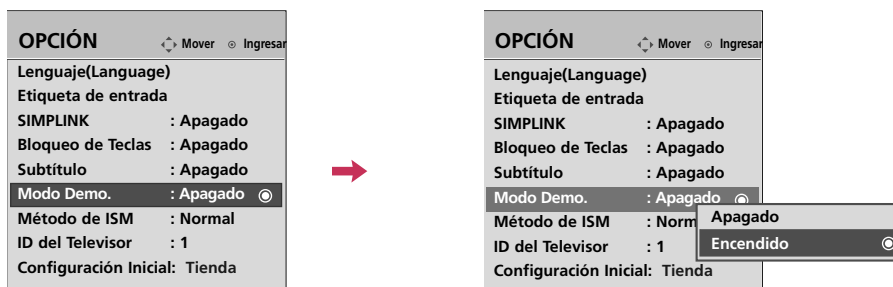 OPCIÓN Mover Ingresar
Lenguaje(Language)
Etiqueta de entrada
SIMPLINK : Apagado
Bloqueo de Teclas : Apagado
Subtítulo : Apagado
Modo Demo. : Apagado
Método de ISM : Normal
ID del Televisor : 1
Configuración Inicial: Tienda
OPCIÓN Mover Ingresar
Lenguaje(Language)
Etiqueta de entrada
SIMPLINK : Apagado
Bloqueo de Teclas : Apagado
Subtítulo : Apagado
Modo Demo. : Apagado
Método de ISM : Norm
ID del Televisor : 1
Configuración Inicial: Tienda
Apagado
Encendido